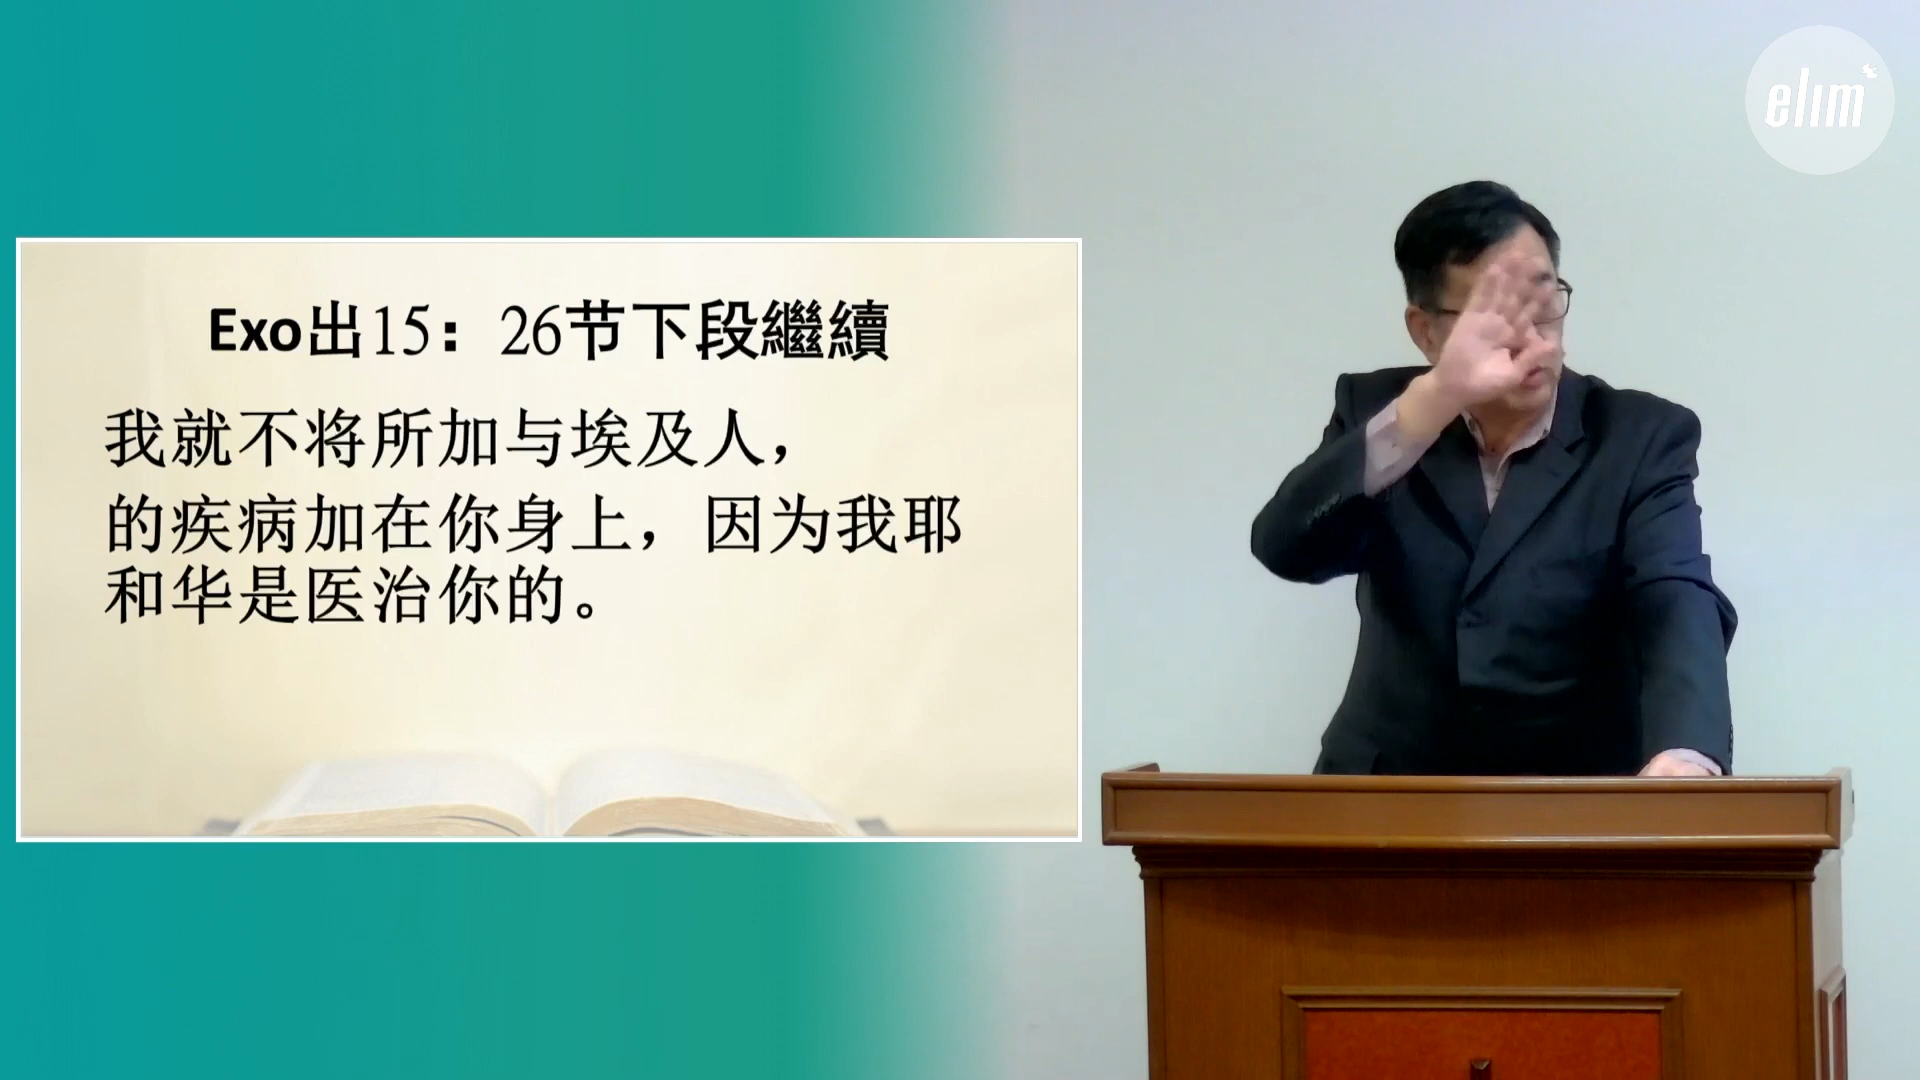 elim
Exo出15：26节下段繼續
我就不将所加与埃及人，
的疾病加在你身上，因为我耶
和华是医治你的。